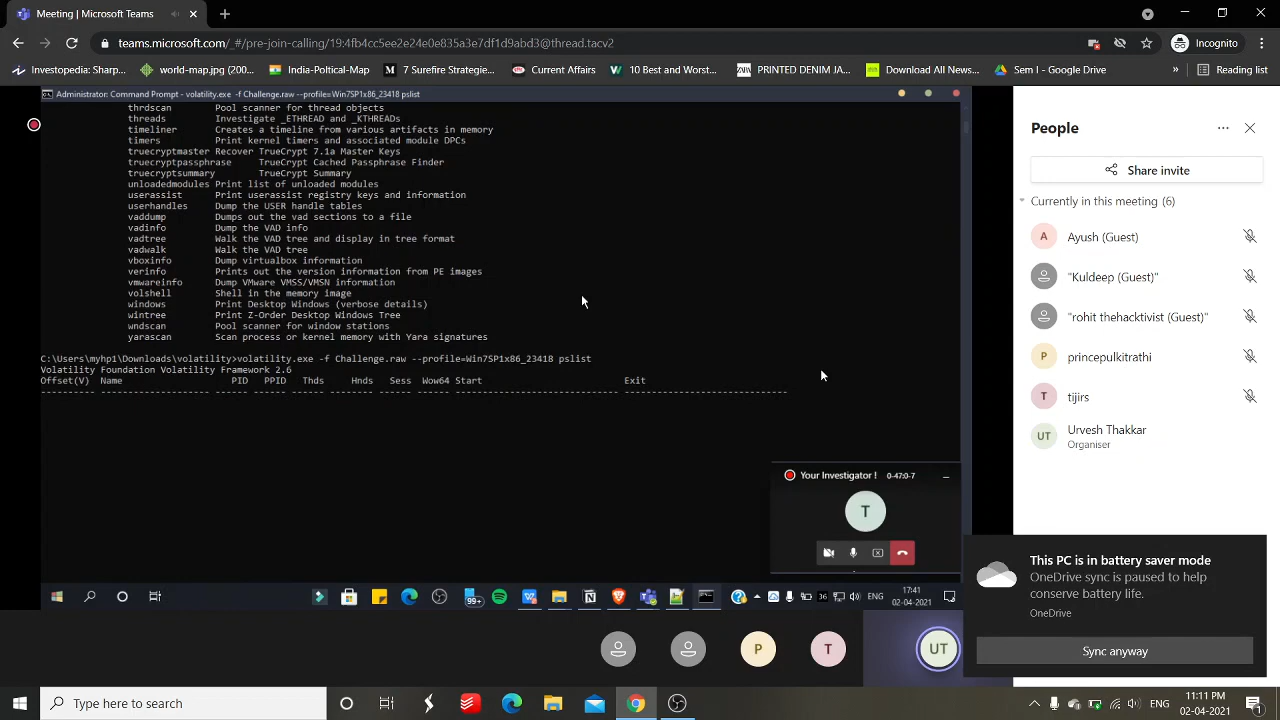 Meeting | Microsoft Teams
teams.microsoft.com/_#/pre-join-calling/19:4fb4cc5ee2e24e0e835a3e7df1d9abd3@thread.tacv2
Incognito
Investopedia: Sharp...
world-map.jpg (200...
India-Poltical-Map
7 Surefire Strategie...
Current Affairs
10 Best and Worst...
PRINTED DENIM JA...
Download All News...
Sem I - Google Drive
»
Reading list
Administrator: Command Prompt - volatility.exe -f Challenge.raw --profile=Win7SP1x86_23418 pslist
thrdscan Pool scanner for thread objects
threads Investigate _ETHREAD and _KTHREADs
timeliner Creates a timeline from various artifacts in memory
timers Print kernel timers and associated module DPCs
truecryptmaster Recover TrueCrypt 7.1a Master Keys
truecryptpassphrase TrueCrypt Cached Passphrase Finder
truecryptsummary TrueCrypt Summary
unloadedmodules Print list of unloaded modules
userassist Print userassist registry keys and information
userhandles Dump the USER handle tables
vaddump Dumps out the vad sections to a file
vadinfo Dump the VAD info
vadtree Walk the VAD tree and display in tree format
vadwalk Walk the VAD tree
vboxinfo Dump virtualbox information
verinfo Prints out the version information from PE images
vmwareinfo Dump VMware VMSS/VMSN information
volshell Shell in the memory image
windows Print Desktop Windows (verbose details)
wintree Print Z-Order Desktop Windows Tree
wndscan Pool scanner for window stations
yarascan Scan process or kernel memory with Yara signatures
C:\Users\myhp1\Downloads\volatility>volatility.exe -f Challenge.raw --profile=Win7SP1x86_23418 pslist
Volatility Foundation Volatility Framework 2.6
Offset(V) Name PID PPID Thds Hnds Sess Wow64 Start Exit
---------- -------------------- ------ ------ ------ -------- ------ ------ ------------------------------ ------------------------------
Your Investigator ! 0-47:0-7
T
99+
36
ENG
17:41
02-04-2021
People
Share invite
Currently in this meeting (6)
A
Ayush (Guest)
"Kuldeep (Guest)"
"rohit thehacktivist (Guest)"
P
princepulkitrathi
T
tijirs
UT
Urvesh Thakkar
Organiser
This PC is in battery saver mode
OneDrive sync is paused to help
conserve battery life.
OneDrive
Sync anyway
P
T
UT
Type here to search
ENG
11:11 PM
02-04-2021